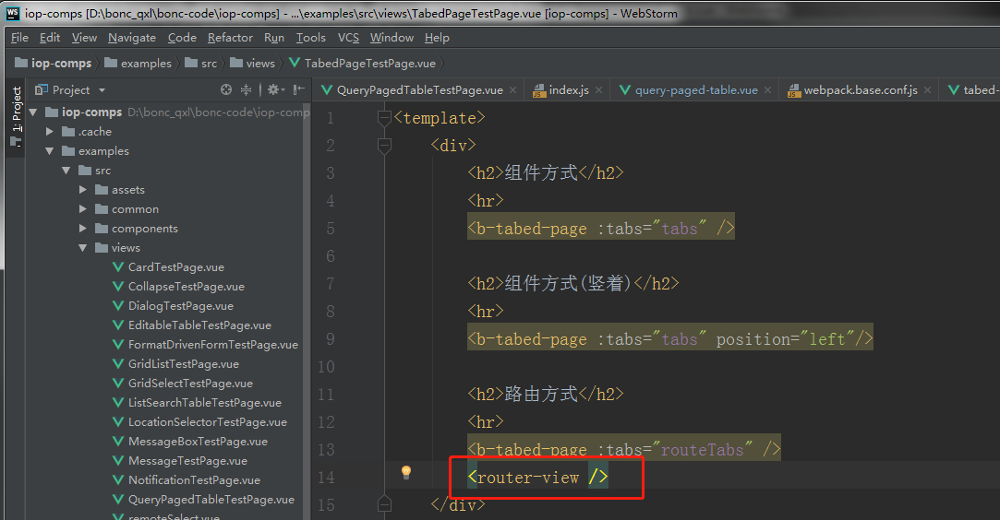 iop-comps [D:\bonc_qxl\bonc-code\iop-comps] - ...\examples\src\views\TabedPageTestPage.vue [iop-comps] - WebStorm
File Edit View Navigate Code Refactor Run Tools VCS Window Help
iop-comps examples src views TabedPageTestPage.vue
1: Project
Project
QueryPagedTableTestPage.vue index.js query-paged-table.vue webpack.base.conf.js tabed-
iop-comps D:\bonc_qxl\bonc-code\iop-comp
.cache
examples
src
assets
common
components
views
CardTestPage.vue
CollapseTestPage.vue
DialogTestPage.vue
EditableTableTestPage.vue
FormatDrivenFormTestPage.vue
GridListTestPage.vue
GridSelectTestPage.vue
ListSearchTableTestPage.vue
LocationSelectorTestPage.vue
MessageBoxTestPage.vue
MessageTestPage.vue
NotificationTestPage.vue
QueryPagedTableTestPage.vue
remoteSelect.vue
1 <template>
2 <div>
3 <h2>组件方式</h2>
4 <hr>
5 <b-tabed-page :tabs="tabs" />
6
7 <h2>组件方式(竖着)</h2>
8 <hr>
9 <b-tabed-page :tabs="tabs" position="left"/>
10
11 <h2>路由方式</h2>
12 <hr>
13 <b-tabed-page :tabs="routeTabs" />
14 <router-view />
15 </div>